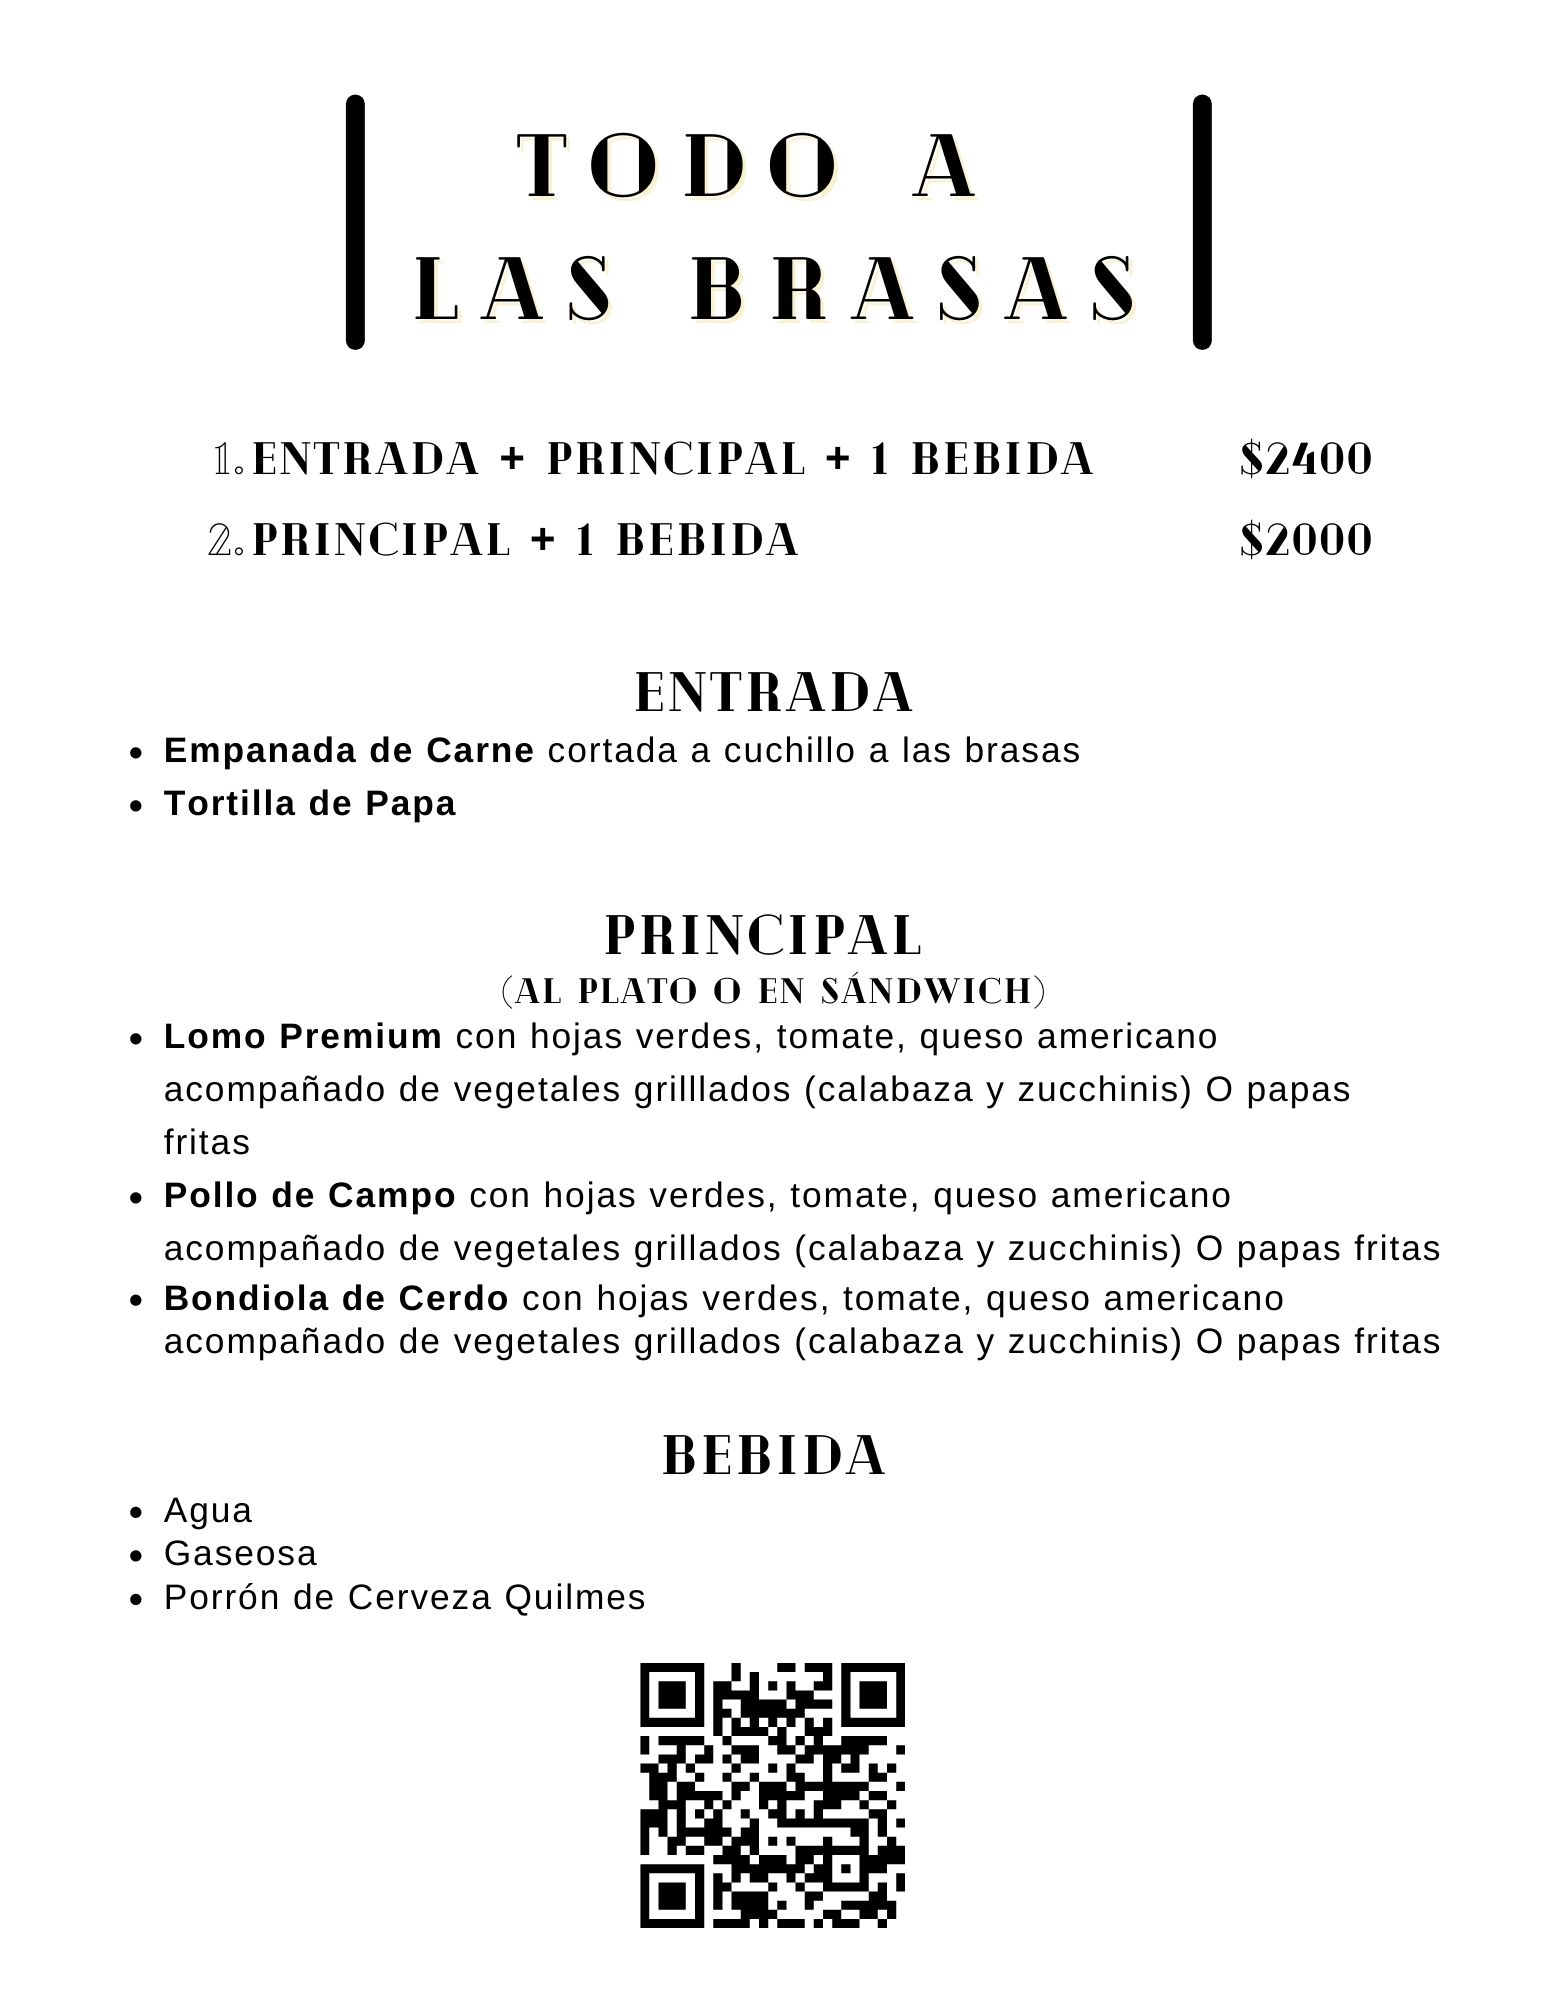 TODO A
LAS BRASAS
1. ENTRADA + PRINCIPAL + 1 BEBIDA $2400
2. PRINCIPAL + 1 BEBIDA $2000
ENTRADA
• Empanada de Carne cortada a cuchillo a las brasas
• Tortilla de Papa
PRINCIPAL
(AL PLATO O EN SÁNDWICH)
• Lomo Premium con hojas verdes, tomate, queso americano
acompañado de vegetales grilllados (calabaza y zucchinis) O papas
fritas
• Pollo de Campo con hojas verdes, tomate, queso americano
acompañado de vegetales grillados (calabaza y zucchinis) O papas fritas
• Bondiola de Cerdo con hojas verdes, tomate, queso americano
acompañado de vegetales grillados (calabaza y zucchinis) O papas fritas
BEBIDA
• Agua
• Gaseosa
• Porrón de Cerveza Quilmes